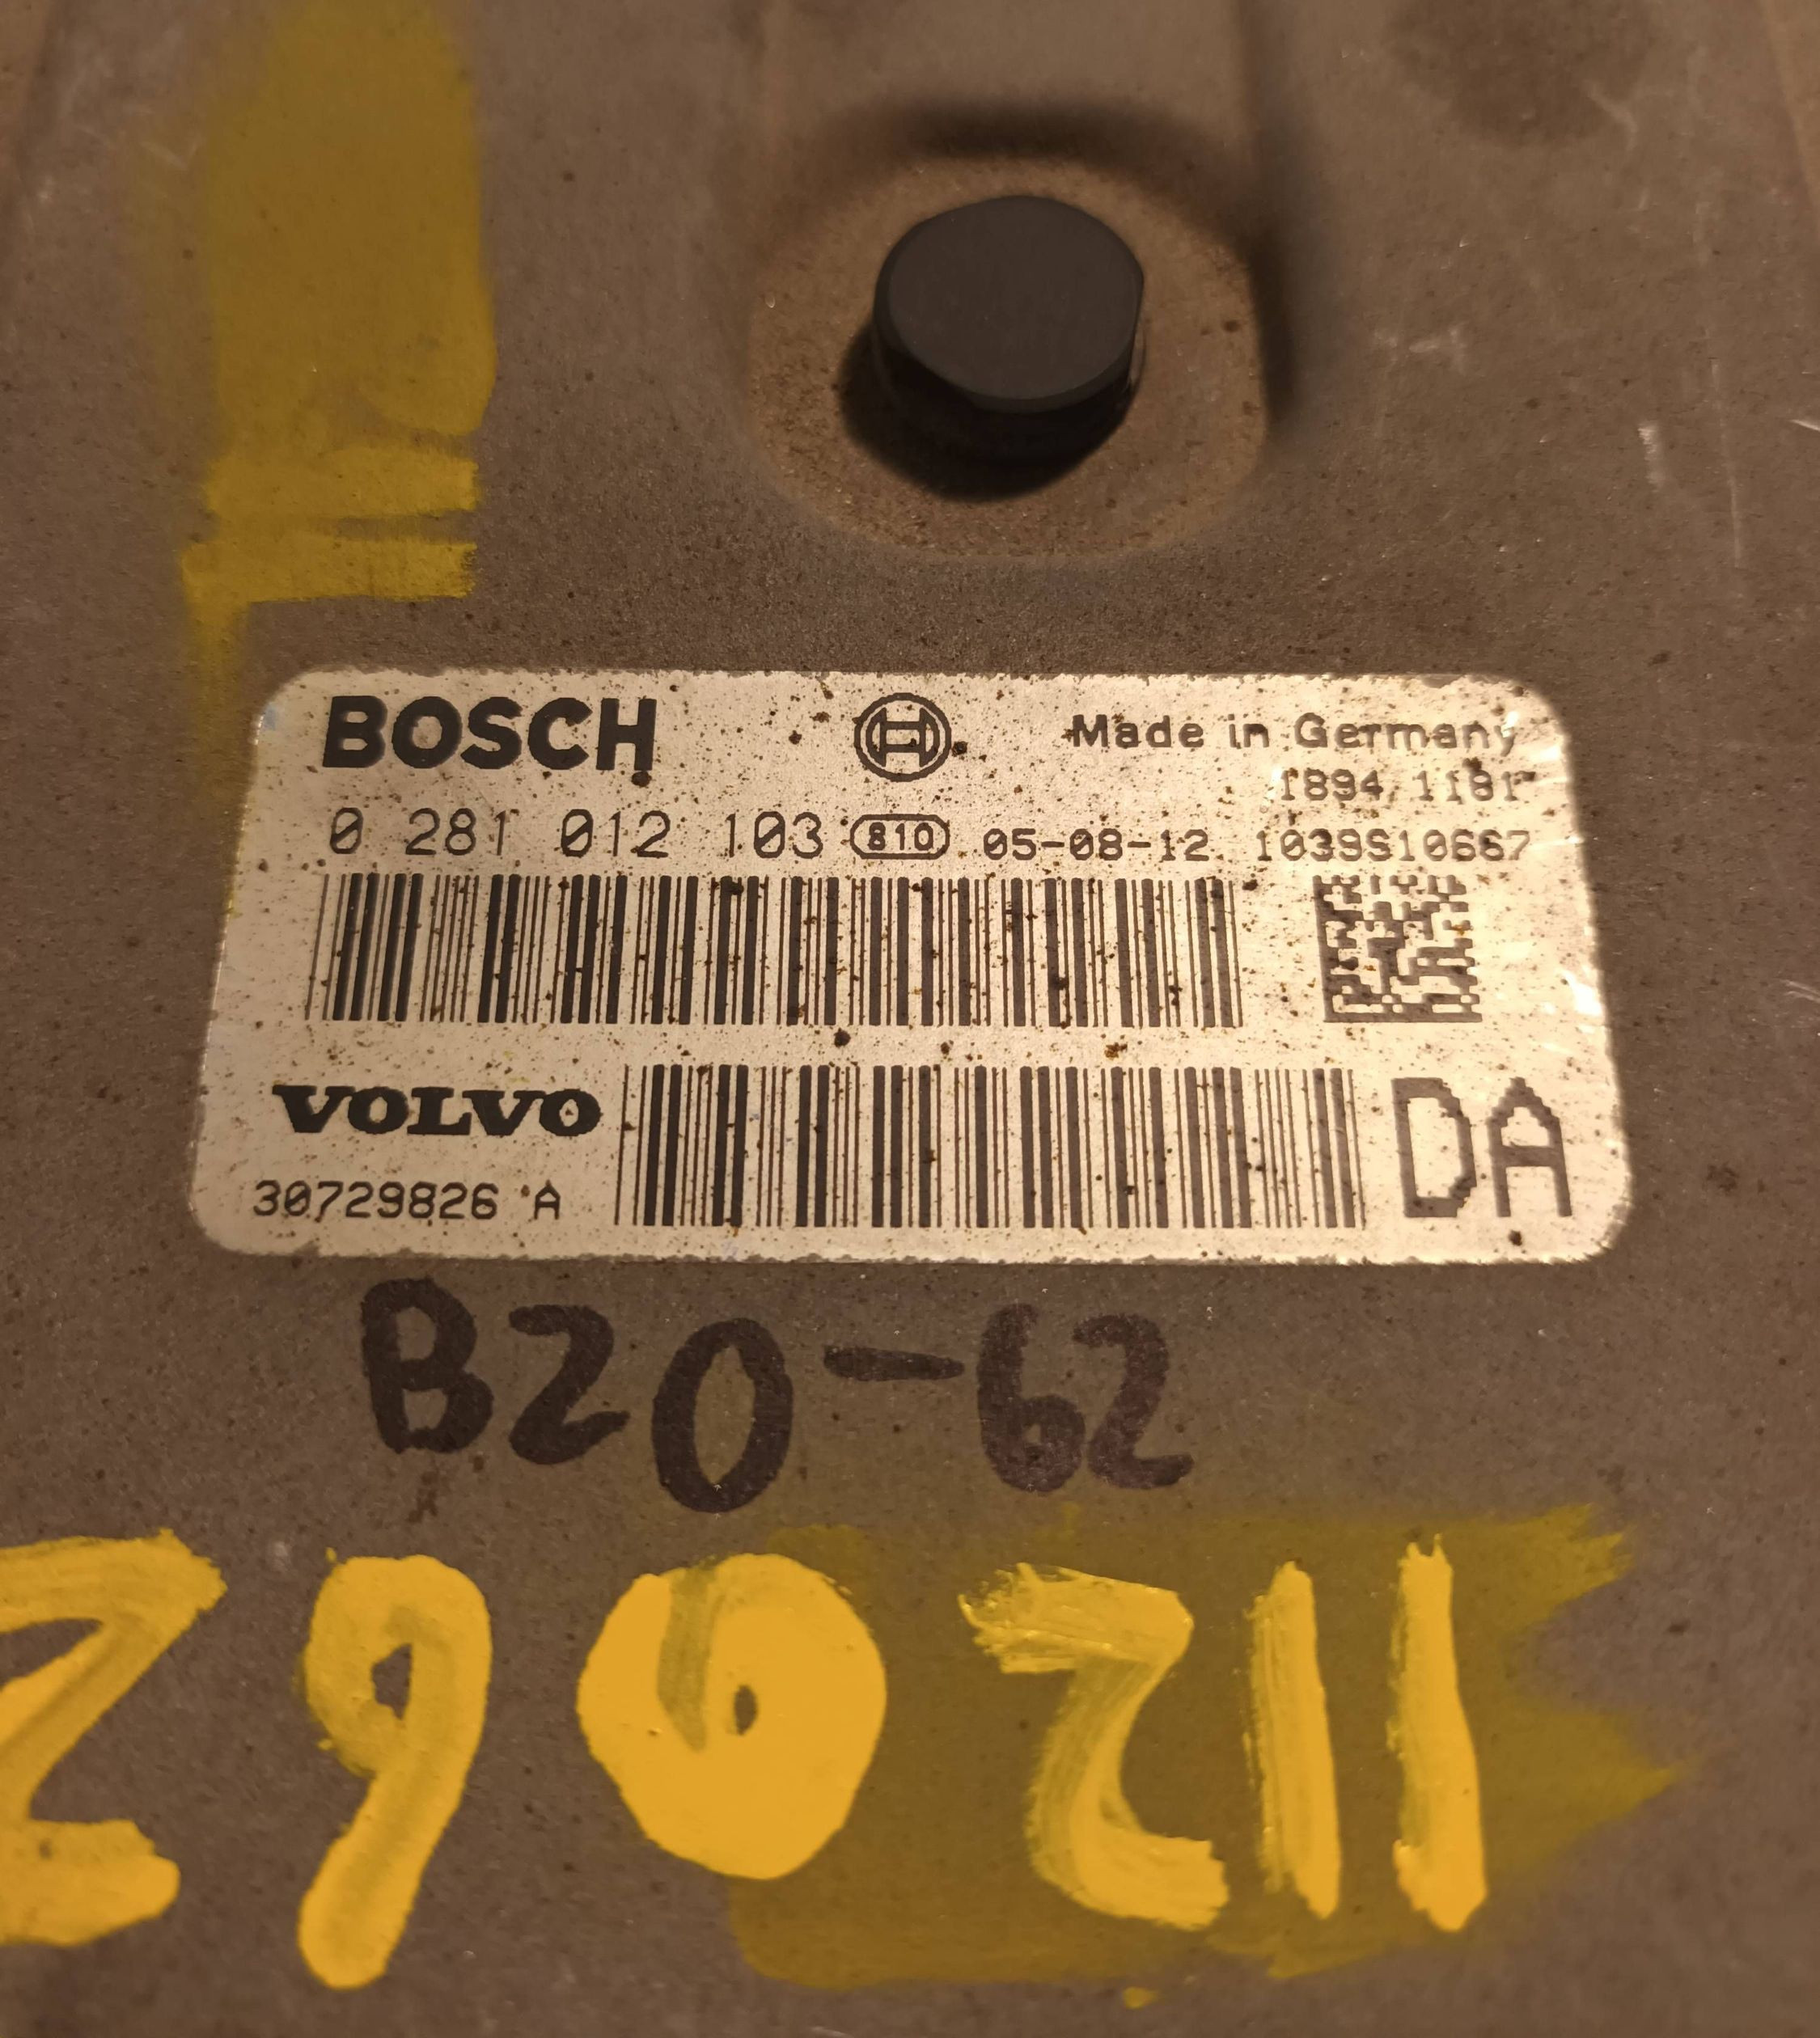 BOSCH Made in Germany
1894 1181
0 281 012 103 810 05-08-12 1039S10667
VOLVO DA
30729826 A
B20-62
290211